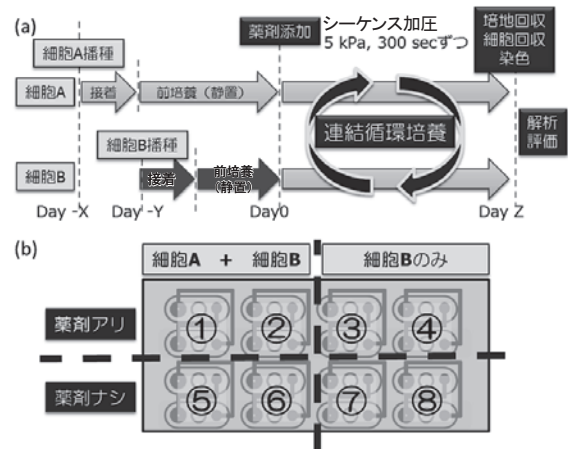 (a)
薬剤添加
シーケンス加圧
5 kPa, 300 secずつ
培地回収
細胞回収
染色
細胞A播種
細胞A
接着
前培養（静置）
連結循環培養
解析
評価
細胞B播種
細胞B
接着
前培養
(静置)
Day -X
Day -Y
Day0
Day Z
(b)
細胞A + 細胞B
細胞Bのみ
薬剤アリ
① ② ③ ④
薬剤ナシ
⑤ ⑥ ⑦ ⑧